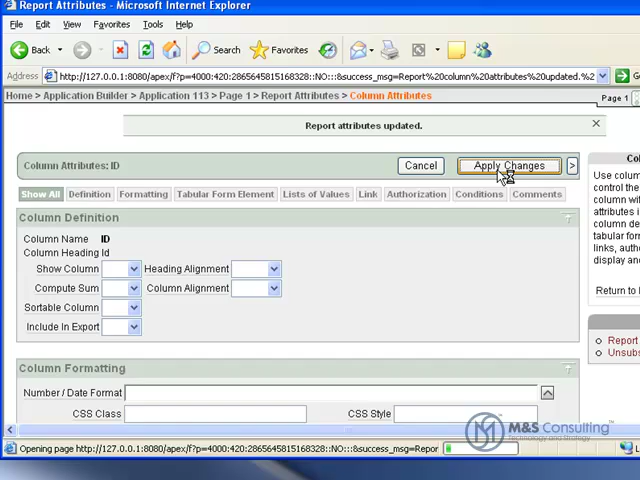 Report Attributes - Microsoft Internet Explorer
File Edit View Favorites Tools Help
Back Search Favorites
Address http://127.0.0.1:8080/apex/f?p=4000:420:2865645815168328::NO:::&success_msg=Report%20column%20attributes%20updated.%2 Go
Home > Application Builder > Application 113 > Page 1 > Report Attributes > Column Attributes
Page 1
Report attributes updated.
Column Attributes: ID Cancel Apply Changes >
Show All Definition Formatting Tabular Form Element Lists of Values Link Authorization Conditions Comments
Column Definition
Column Name ID
Column Heading Id
Show Column Heading Alignment
Compute Sum Column Alignment
Sortable Column
Include In Export
Column Formatting
Number / Date Format
CSS Class CSS Style
Col
Use colum
control the
column wit
attributes i
column de
tabular for
links, autho
display an
Return to
Report
Unsubs
M&S Consulting
Technology and Strategy
Opening page http://127.0.0.1:8080/apex/f?p=4000:420:2865645815168328::NO:::&success_msg=Repor